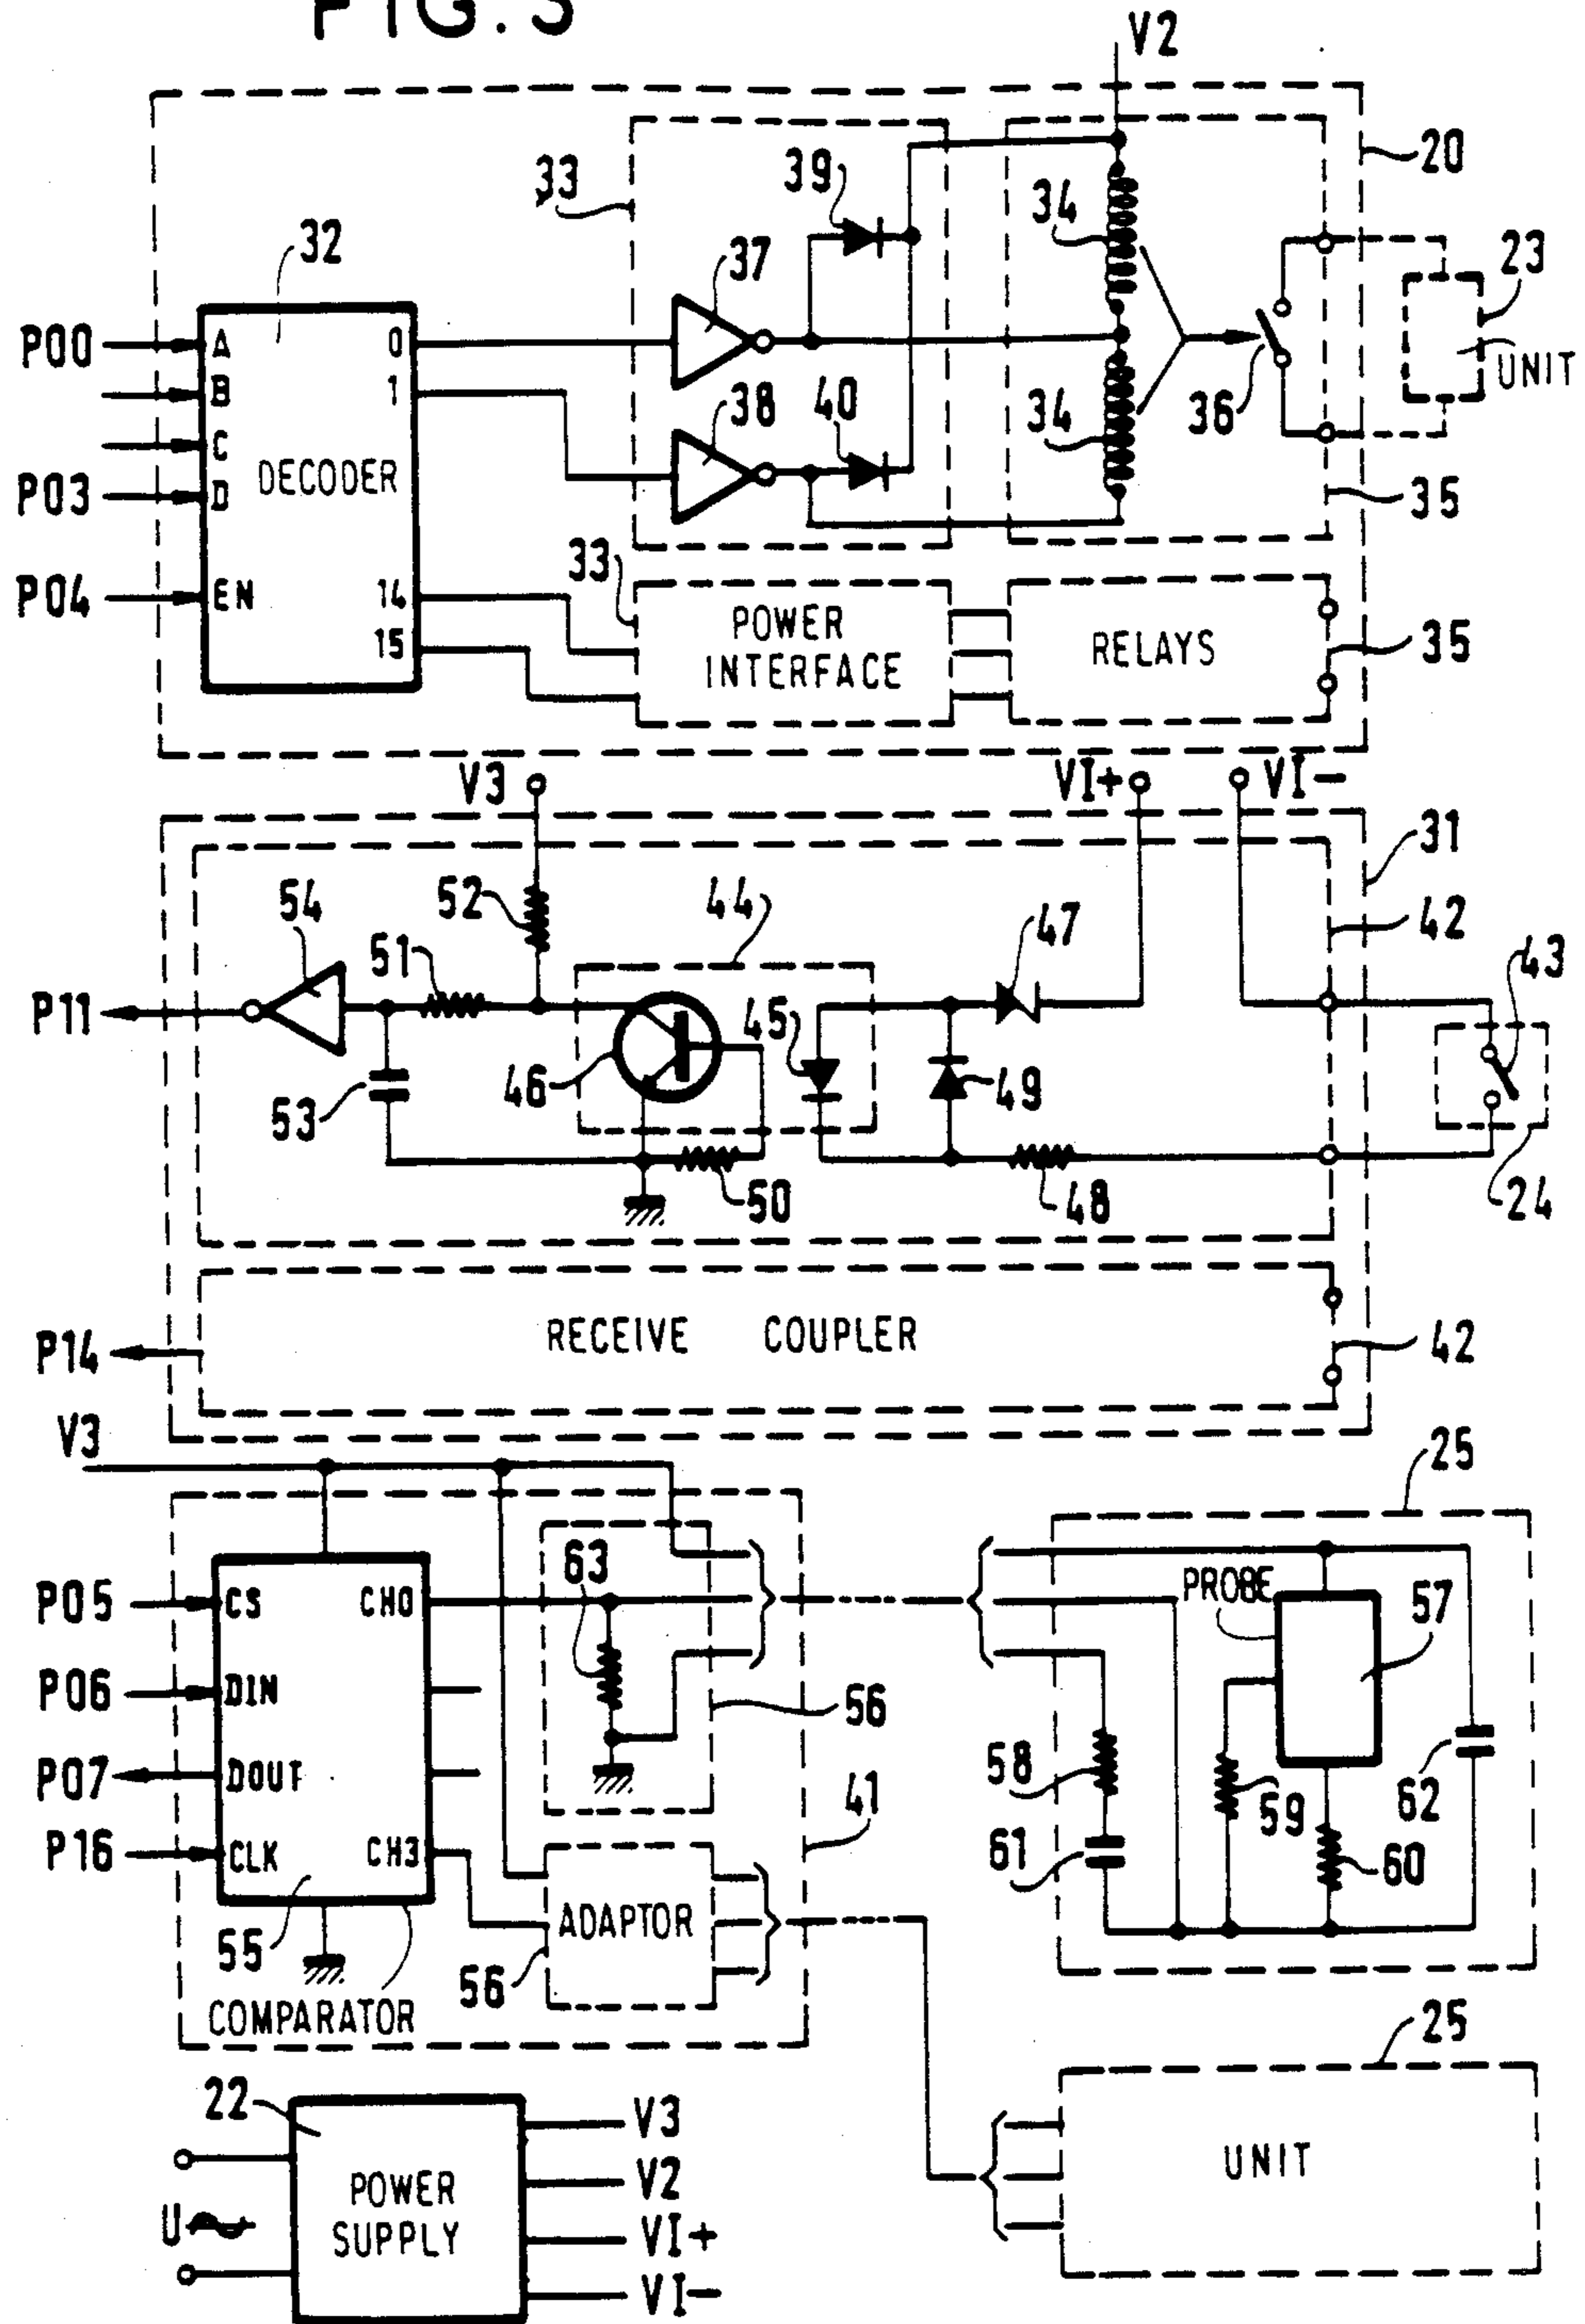 FIG. 3
V2
20
33
39
34
32
37
23
P00
A
0
UNIT
B
1
36
C
38
40
34
P03
D
DECODER
35
33
P04
EN
14
POWER
INTERFACE
RELAYS
35
15
V3
VI+
VI-
31
54
52
44
47
42
51
43
P11
45
46
49
53
50
48
24
RECEIVE COUPLER
P14
42
V3
25
63
P05
CS
CH0
PROBE
57
P06
DIN
56
58
P07
DOUT
41
59
62
P16
CLK
CH3
61
60
ADAPTOR
55
56
COMPARATOR
25
22
V3
UNIT
POWER
SUPPLY
V2
U
VI+
VI-